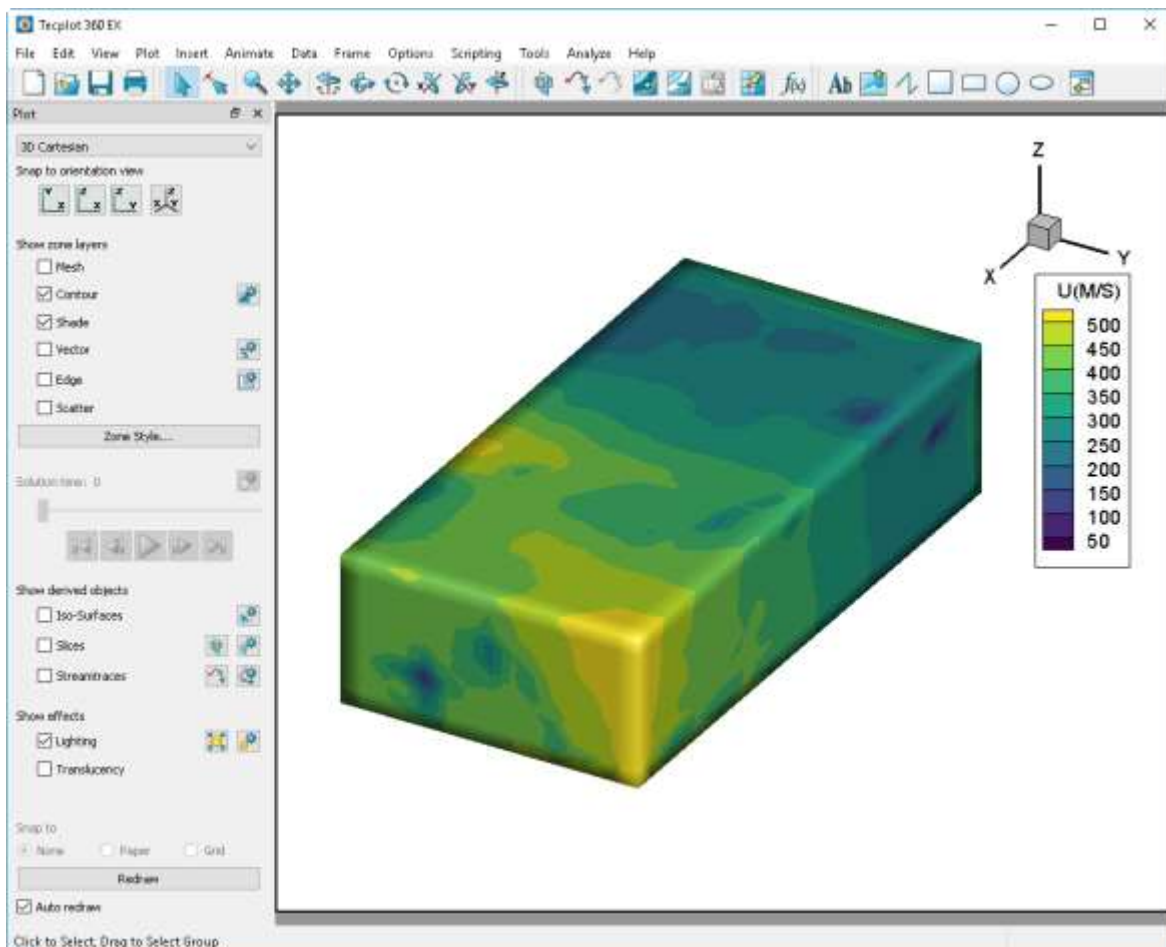 Tecplot 360 EX
File Edit View Plot Insert Animate Data Frame Options Scripting Tools Analyze Help
Plot
3D Cartesian
Snap to orientation view
Show zone layers
Mesh
Contour
Shade
Vector
Edge
Scatter
Zone Style...
Solution time: 0
Show derived objects
Iso-Surfaces
Slices
Streamtraces
Show effects
Lighting
Translucency
Snap to
None Paper Grid
Redraw
Auto redraw
Click to Select, Drag to Select Group
Z
X
Y
U(M/S)
500
450
400
350
300
250
200
150
100
50